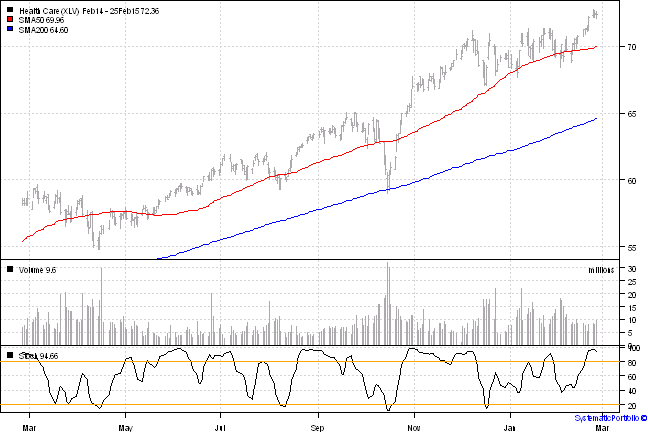 Health Care (XLV) Feb14 - 25Feb15 72.36
SMA50 69.96
SMA200 64.60
70
65
60
55
Volume 9.6
millions
30
25
20
15
10
5
0
94.66
100
80
60
40
20
Mar May Jul Sep Nov Jan Mar
SystematicPortfolio ©